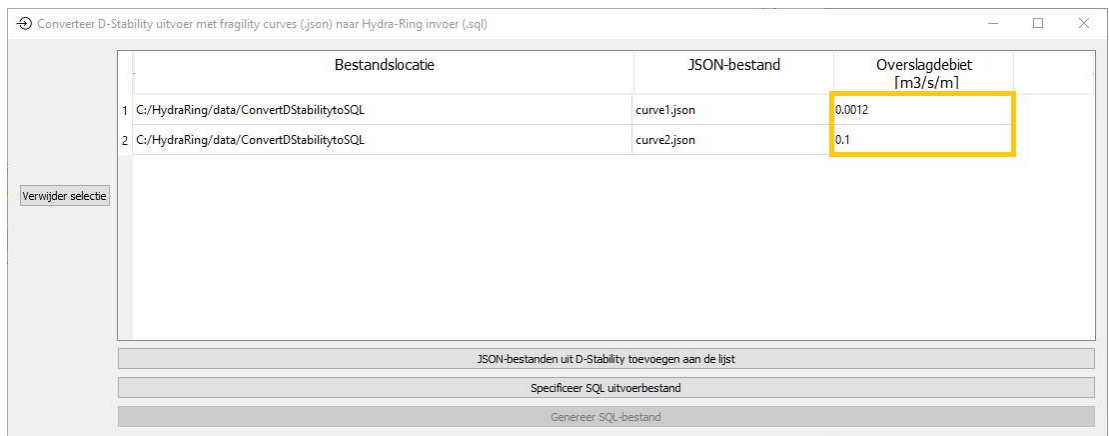 Converteer D-Stability uitvoer met fragility curves (.json) naar Hydra-Ring invoer (.sql)
Bestandslocatie JSON-bestand Overslagdebiet
[m3/s/m]
1 C:/HydraRing/data/ConvertDStabilitytoSQL curve1.json 0.0012
2 C:/HydraRing/data/ConvertDStabilitytoSQL curve2.json 0.1
Verwijder selectie
JSON-bestanden uit D-Stability toevoegen aan de lijst
Specificeer SQL uitvoerbestand
Genereer SQL-bestand